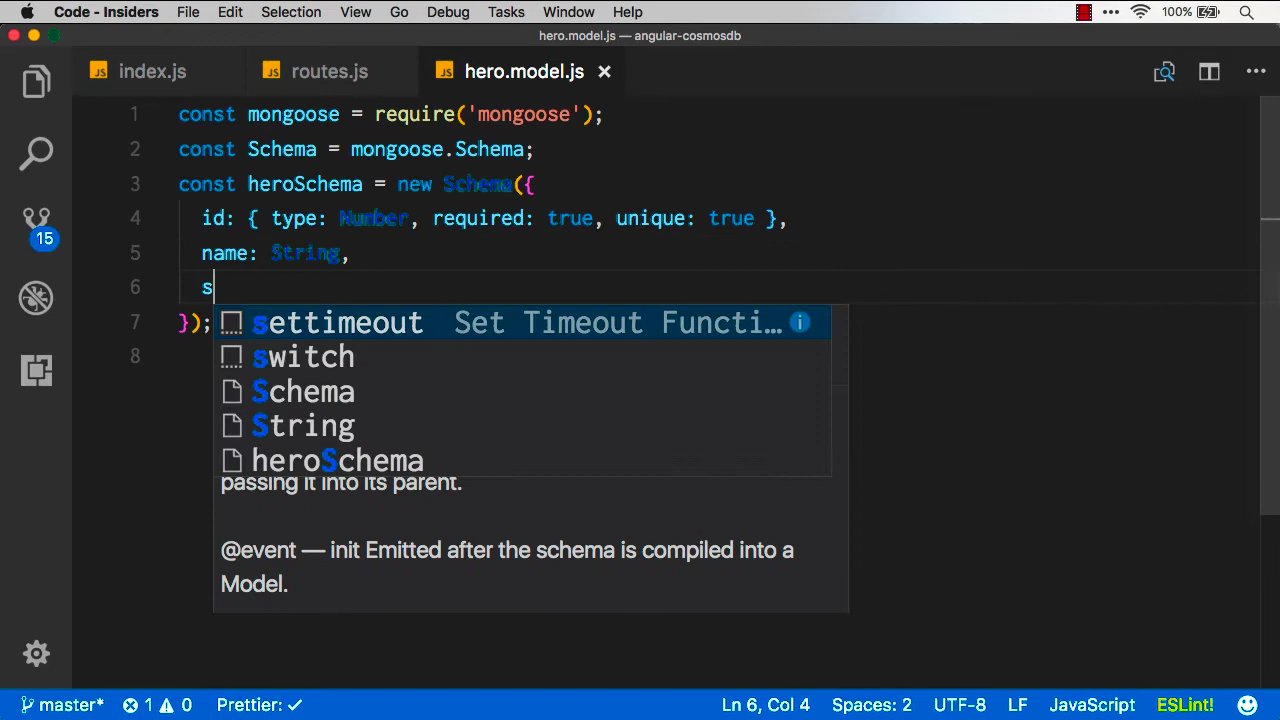 Code - Insiders File Edit Selection View Go Debug Tasks Window Help 100%
hero.model.js — angular-cosmosdb
JS index.js JS routes.js JS hero.model.js ×
1 const mongoose = require('mongoose');
2 const Schema = mongoose.Schema;
3 const heroSchema = new Schema({
4 id: { type: Number, required: true, unique: true },
5 name: String,
6 s
7 });
8
15
settimeout Set Timeout Functi…
switch
Schema
String
heroSchema
passing it into its parent.
@event — init Emitted after the schema is compiled into a
Model.
master* 1 0 Prettier: ✓ Ln 6, Col 4 Spaces: 2 UTF-8 LF JavaScript ESLint!